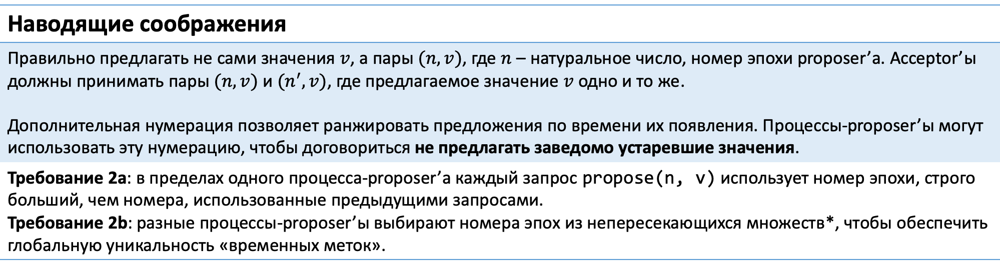 Наводящие соображения
Правильно предлагать не сами значения 𝑣, а пары (𝑛, 𝑣), где 𝑛 – натуральное число, номер эпохи proposer’а. Acceptor’ы
должны принимать пары (𝑛, 𝑣) и (𝑛′, 𝑣), где предлагаемое значение 𝑣 одно и то же.
Дополнительная нумерация позволяет ранжировать предложения по времени их появления. Процессы-proposer’ы могут
использовать эту нумерацию, чтобы договориться не предлагать заведомо устаревшие значения.
Требование 2a: в пределах одного процесса-proposer’а каждый запрос propose(n, v) использует номер эпохи, строго
больший, чем номера, использованные предыдущими запросами.
Требование 2b: разные процессы-proposer’ы выбирают номера эпох из непересекающихся множеств*, чтобы обеспечить
глобальную уникальность «временных меток».